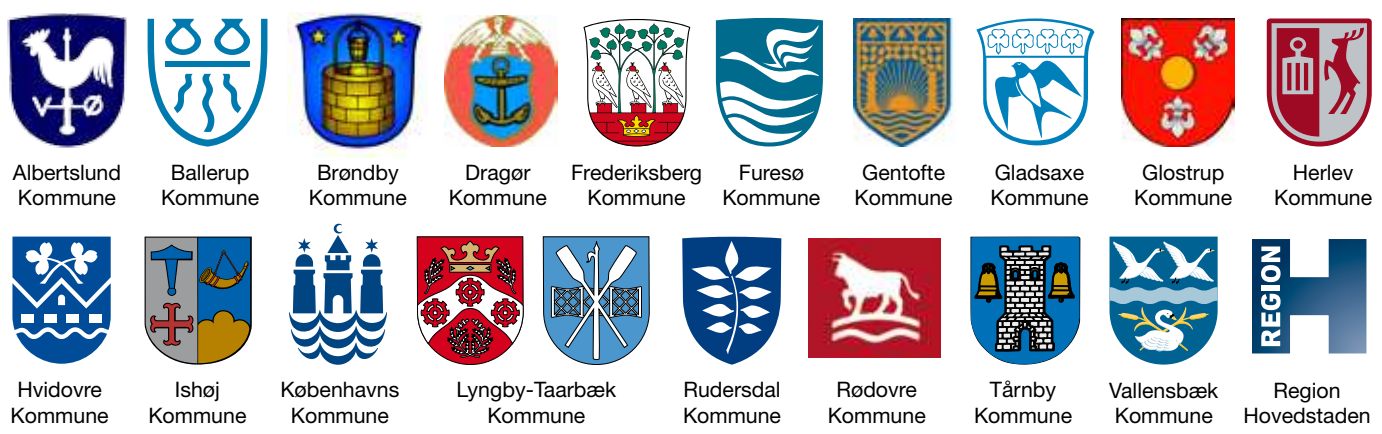 V Ø
Albertslund
Kommune
Ballerup
Kommune
Brøndby
Kommune
Dragør
Kommune
Frederiksberg
Kommune
Furesø
Kommune
Gentofte
Kommune
Gladsaxe
Kommune
Glostrup
Kommune
Herlev
Kommune
Hvidovre
Kommune
Ishøj
Kommune
Københavns
Kommune
Lyngby-Taarbæk
Kommune
Rudersdal
Kommune
Rødovre
Kommune
Tårnby
Kommune
Vallensbæk
Kommune
REGION H
Region
Hovedstaden